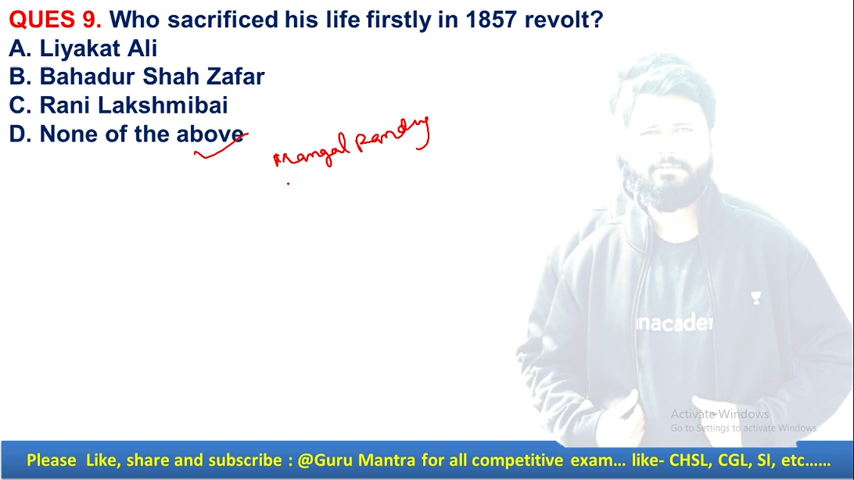 QUES 9. Who sacrificed his life firstly in 1857 revolt?
A. Liyakat Ali
B. Bahadur Shah Zafar
C. Rani Lakshmibai
D. None of the above
Mangal Pandey
nacader
Activate Windows
Go to Settings to activate Windows.
Please Like, share and subscribe : @Guru Mantra for all competitive exam... like- CHSL, CGL, SI, etc......